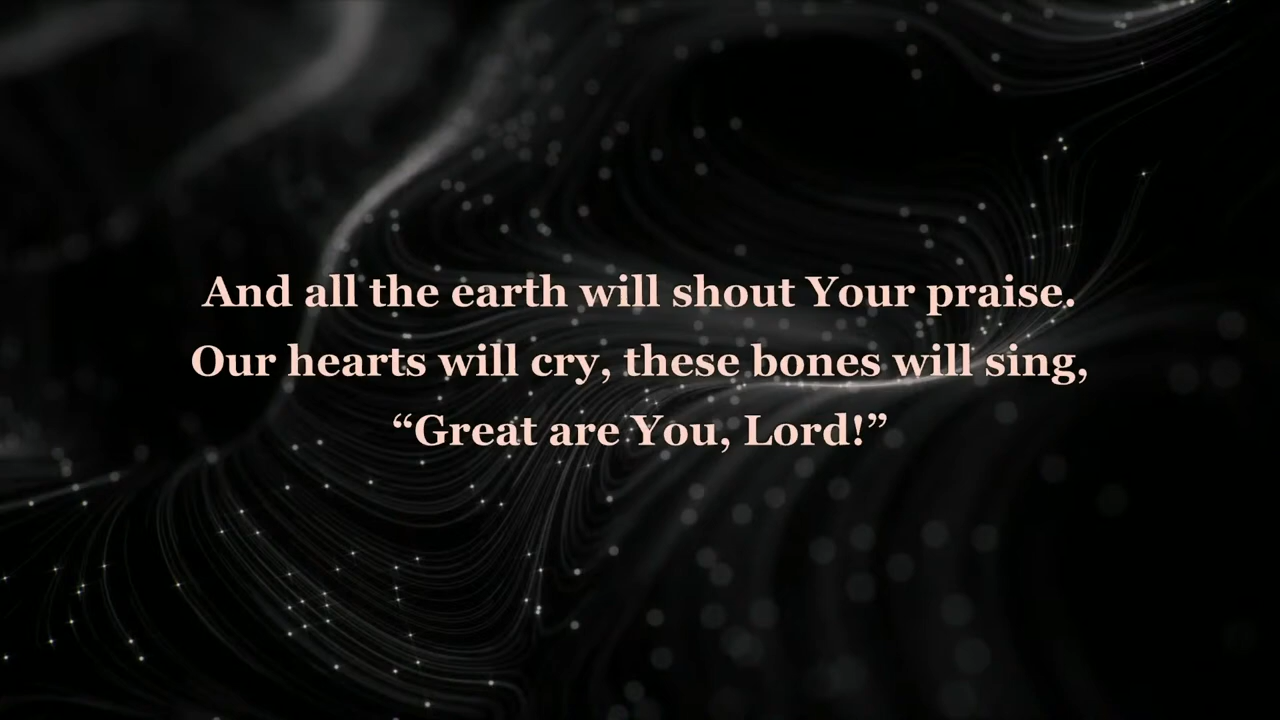 And all the earth will shout Your praise.
Our hearts will cry, these bones will sing,
“Great are You, Lord!”